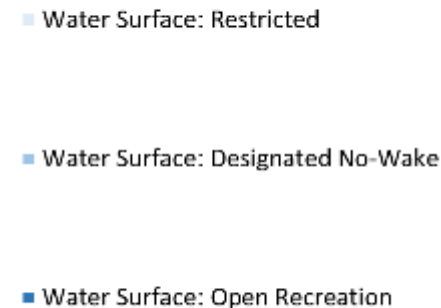 Water Surface: Restricted
Water Surface: Designated No-Wake
Water Surface: Open Recreation